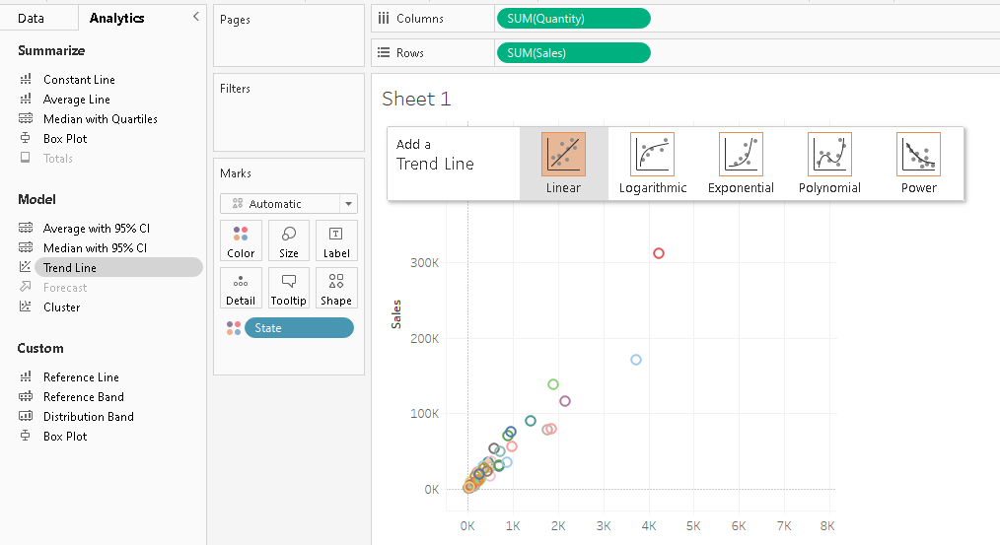 Data
Analytics
Summarize
Constant Line
Average Line
Median with Quartiles
Box Plot
Totals
Model
Average with 95% CI
Median with 95% CI
Trend Line
Forecast
Cluster
Custom
Reference Line
Reference Band
Distribution Band
Box Plot
Pages
Filters
Marks
Automatic
Color
Size
Label
Detail
Tooltip
Shape
State
Columns
SUM(Quantity)
Rows
SUM(Sales)
Sheet 1
Add a
Trend Line
Linear
Logarithmic
Exponential
Polynomial
Power
Sales
300K
200K
100K
0K
0K
1K
2K
3K
4K
5K
6K
7K
8K